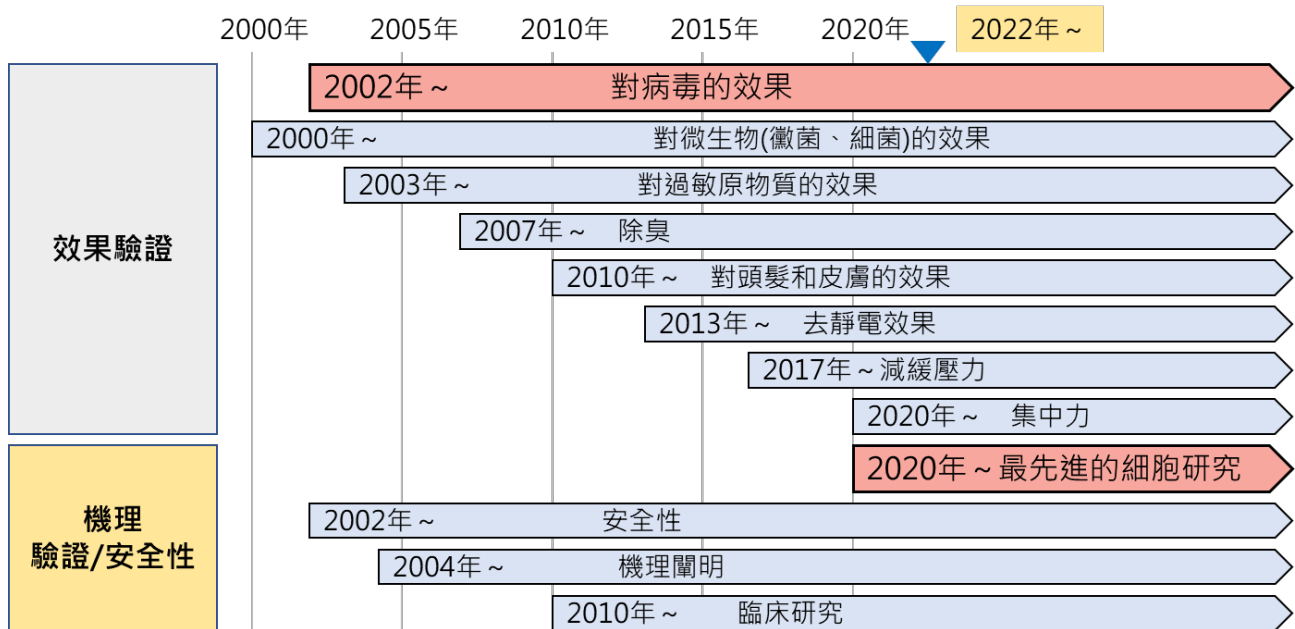 2000年 2005年 2010年 2015年 2020年 2022年～
效果驗證
2002年～ 對病毒的效果
2000年～ 對微生物(黴菌、細菌)的效果
2003年～ 對過敏原物質的效果
2007年～ 除臭
2010年～ 對頭髮和皮膚的效果
2013年～ 去靜電效果
2017年～減緩壓力
2020年～ 集中力
機理
驗證/安全性
2020年～最先進的細胞研究
2002年～ 安全性
2004年～ 機理闡明
2010年～ 臨床研究